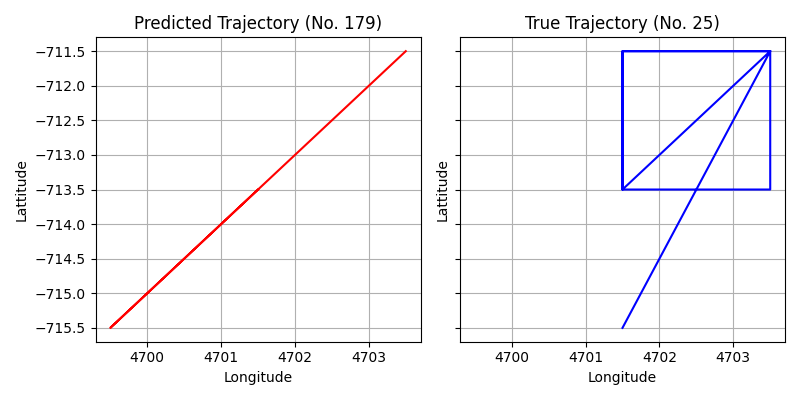 Predicted Trajectory (No. 179)
−711.5
−712.0
−712.5
−713.0
−713.5
−714.0
−714.5
−715.0
−715.5
Lattitude
4700 4701 4702 4703
Longitude
True Trajectory (No. 25)
Lattitude
4700 4701 4702 4703
Longitude